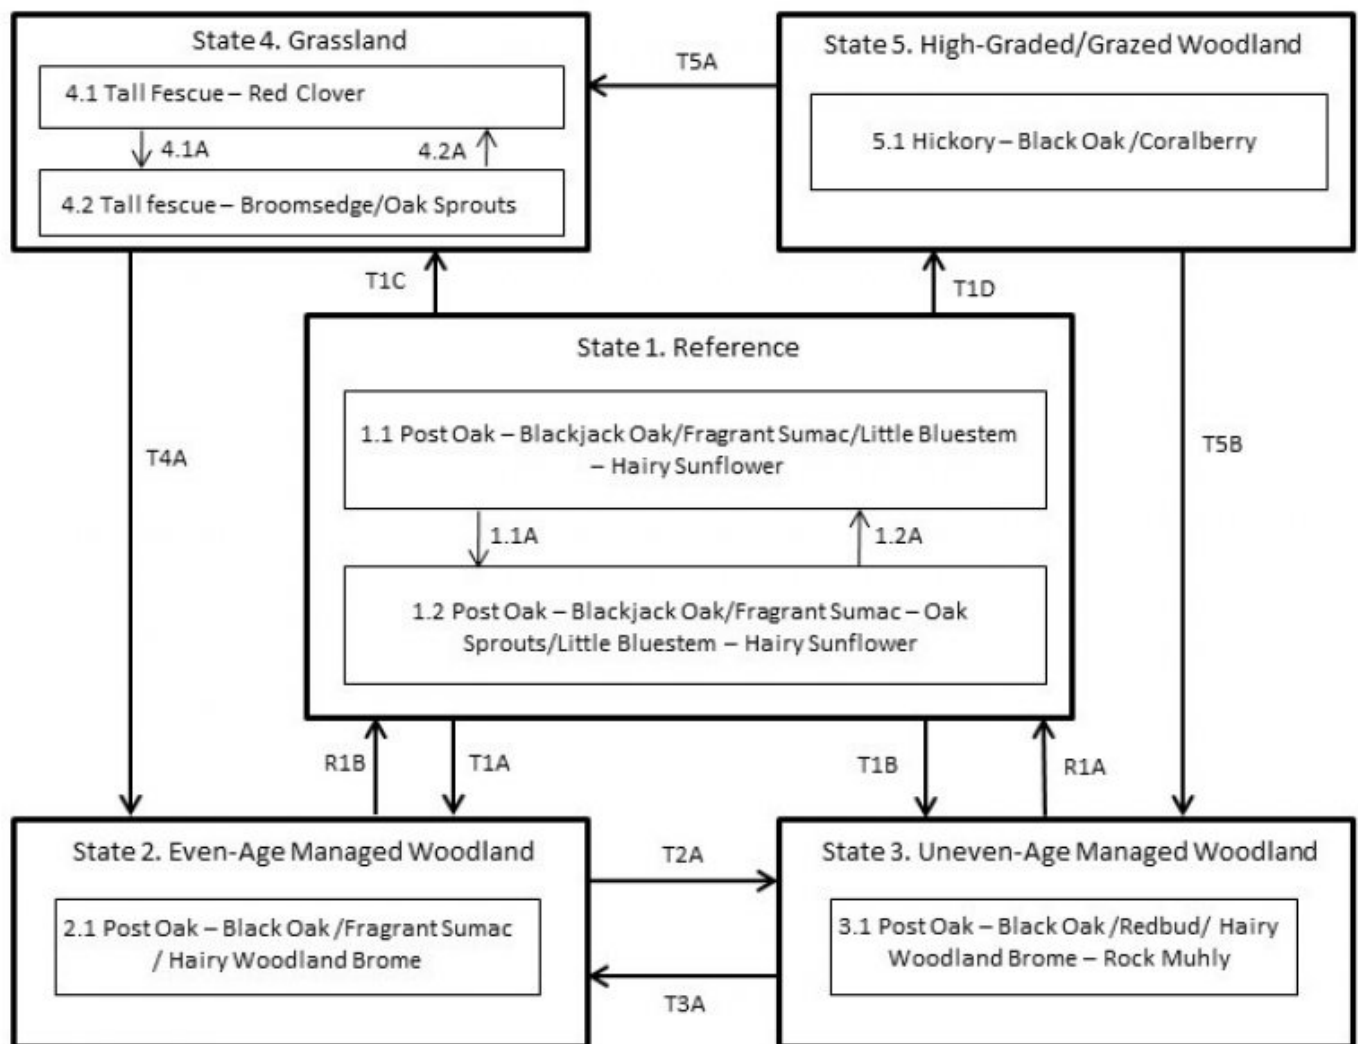 State 4. Grassland
4.1 Tall Fescue – Red Clover
4.1A
4.2A
4.2 Tall fescue – Broomsedge/Oak Sprouts
T5A
State 5. High-Graded/Grazed Woodland
5.1 Hickory – Black Oak /Coralberry
T1C
T1D
State 1. Reference
1.1 Post Oak – Blackjack Oak/Fragrant Sumac/Little Bluestem
– Hairy Sunflower
1.1A
1.2A
1.2 Post Oak – Blackjack Oak/Fragrant Sumac – Oak
Sprouts/Little Bluestem – Hairy Sunflower
T4A
T5B
R1B
T1A
T1B
R1A
State 2. Even-Age Managed Woodland
2.1 Post Oak – Black Oak /Fragrant Sumac
/ Hairy Woodland Brome
T2A
T3A
State 3. Uneven-Age Managed Woodland
3.1 Post Oak – Black Oak /Redbud/ Hairy
Woodland Brome – Rock Muhly